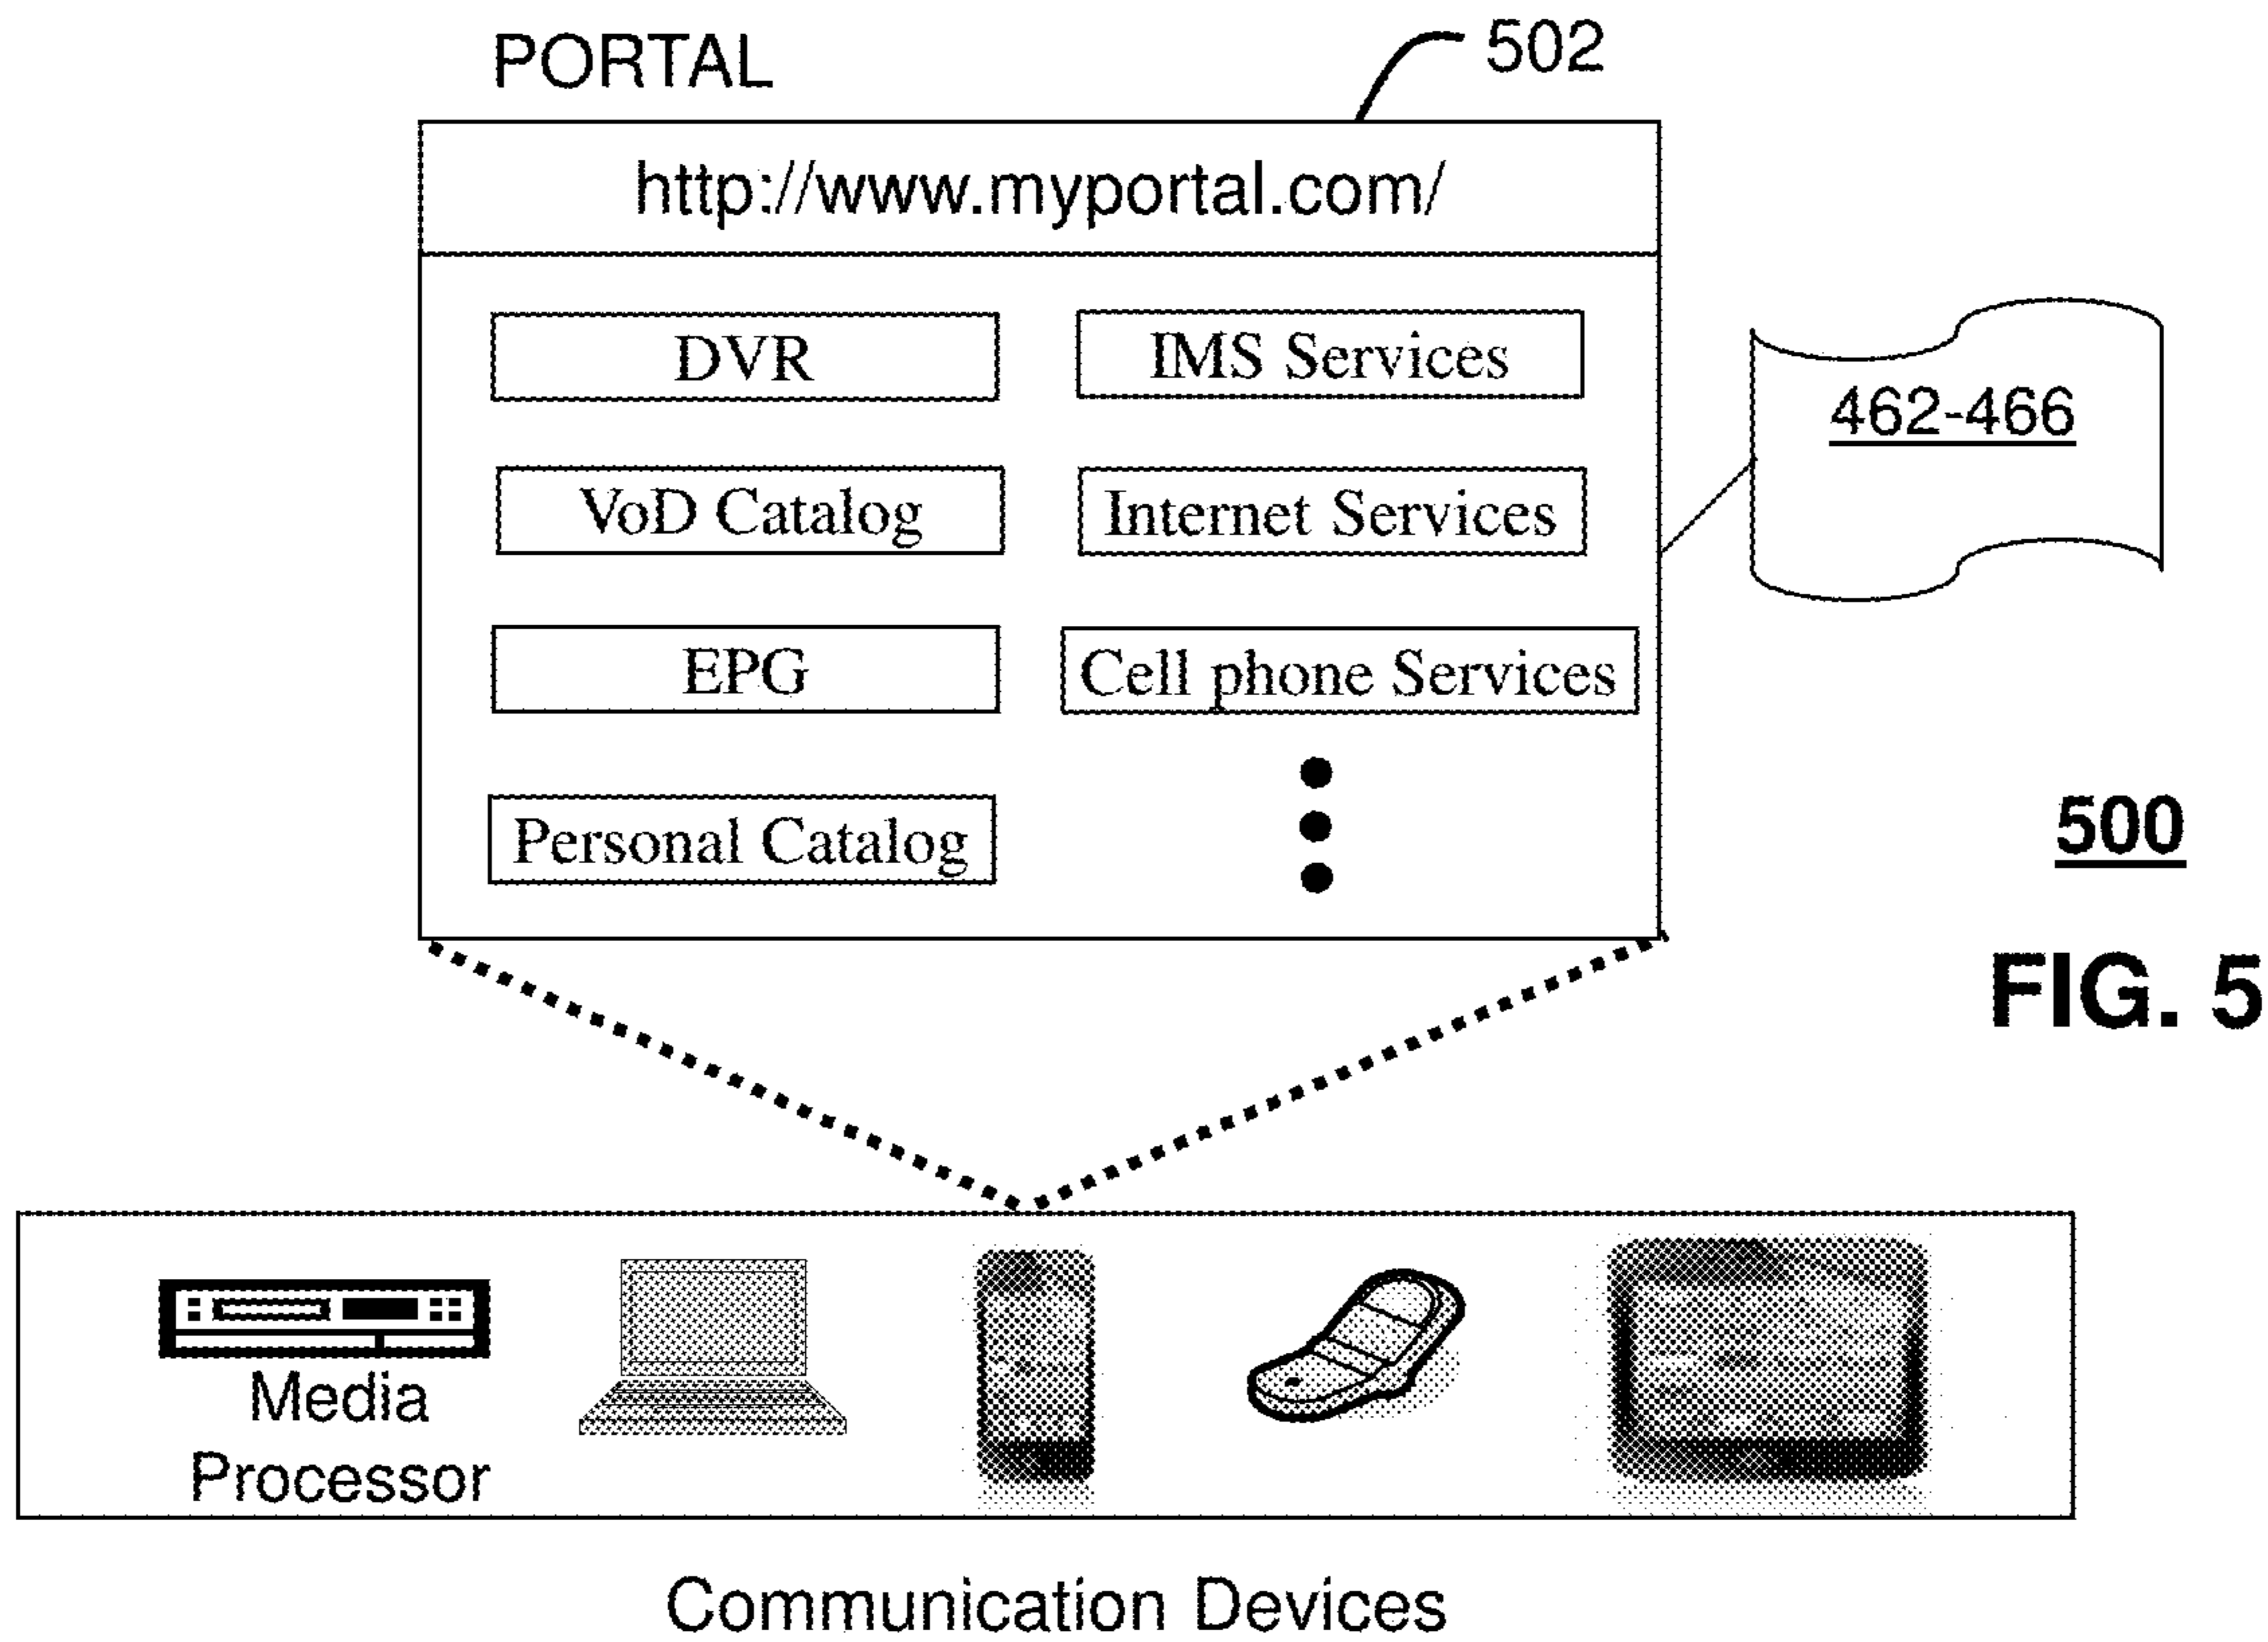 PORTAL
502
http://www.myportal.com/
DVR
IMS Services
462-466
VoD Catalog
Internet Services
EPG
Cell phone Services
Personal Catalog
500
FIG. 5
Media
Processor
Communication Devices